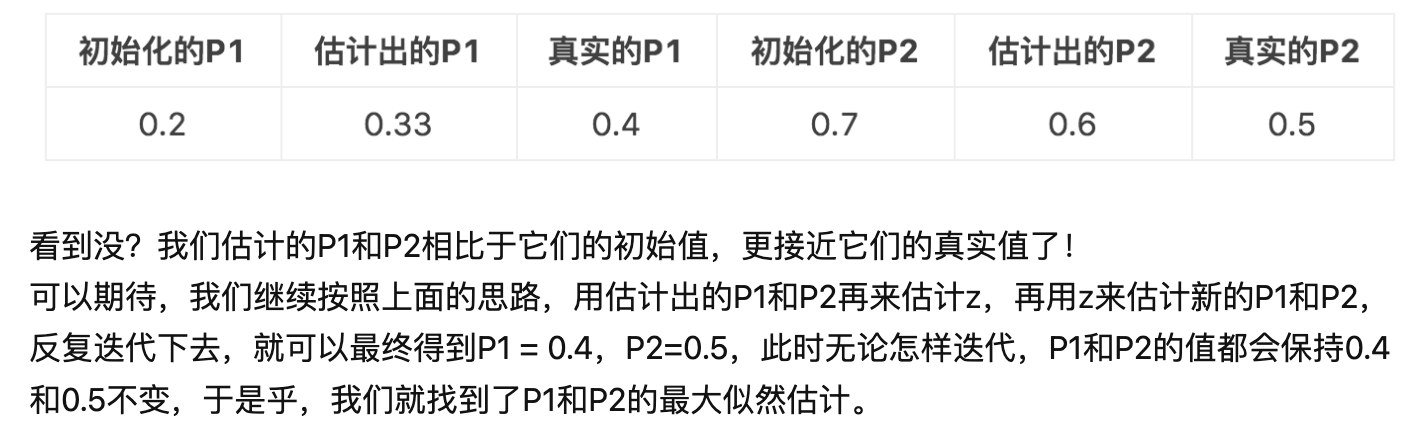 初始化的P1 估计出的P1 真实的P1 初始化的P2 估计出的P2 真实的P2
0.2 0.33 0.4 0.7 0.6 0.5
看到没？我们估计的P1和P2相比于它们的初始值，更接近它们的真实值了！
可以期待，我们继续按照上面的思路，用估计出的P1和P2再来估计z，再用z来估计新的P1和P2，
反复迭代下去，就可以最终得到P1 = 0.4，P2=0.5，此时无论怎样迭代，P1和P2的值都会保持0.4
和0.5不变，于是乎，我们就找到了P1和P2的最大似然估计。